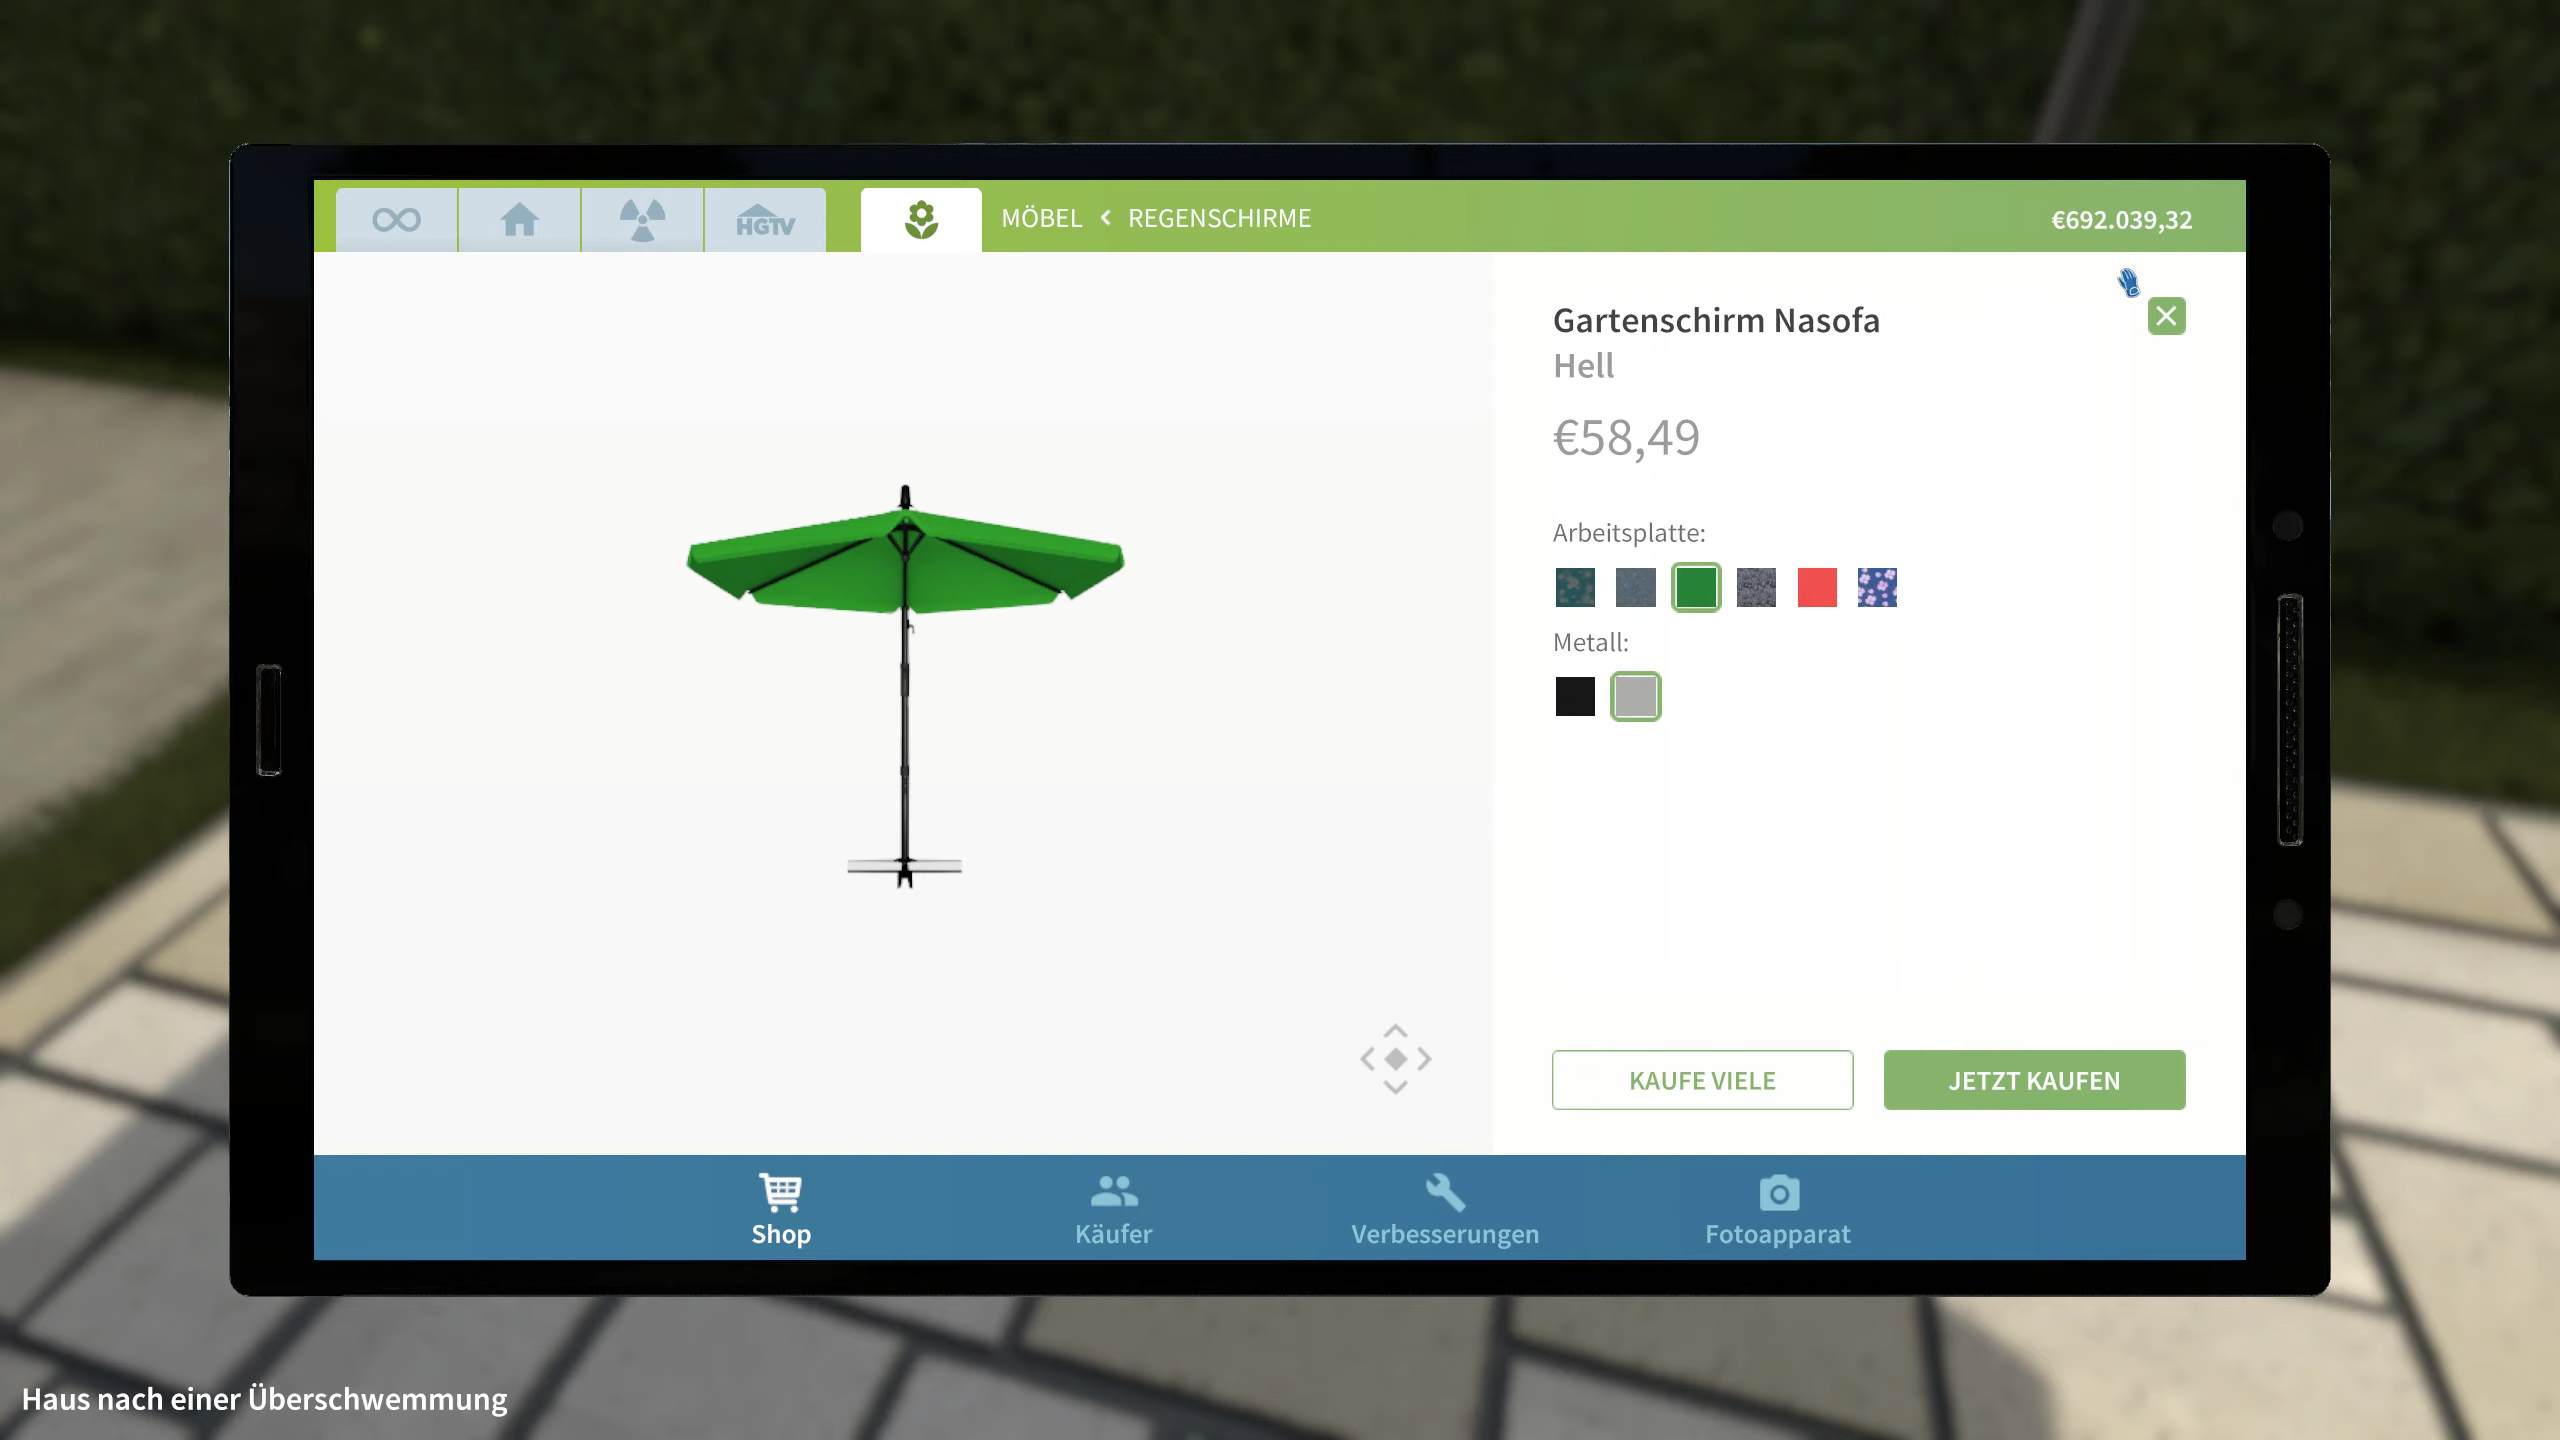 HGTV
MÖBEL < REGENSCHIRME
€692.039,32
Gartenschirm Nasofa
Hell
€58,49
Arbeitsplatte:
Metall:
KAUFE VIELE
JETZT KAUFEN
Shop
Käufer
Verbesserungen
Fotoapparat
Haus nach einer Überschwemmung